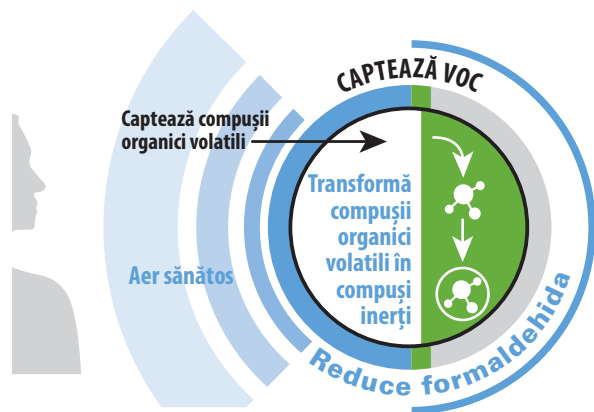 CAPTEAZĂ VOC
Captează compușii
organici volatili
Transformă
compușii
organici
volatili în
compuși
inerți
Aer sănătos
Reduce formaldehida